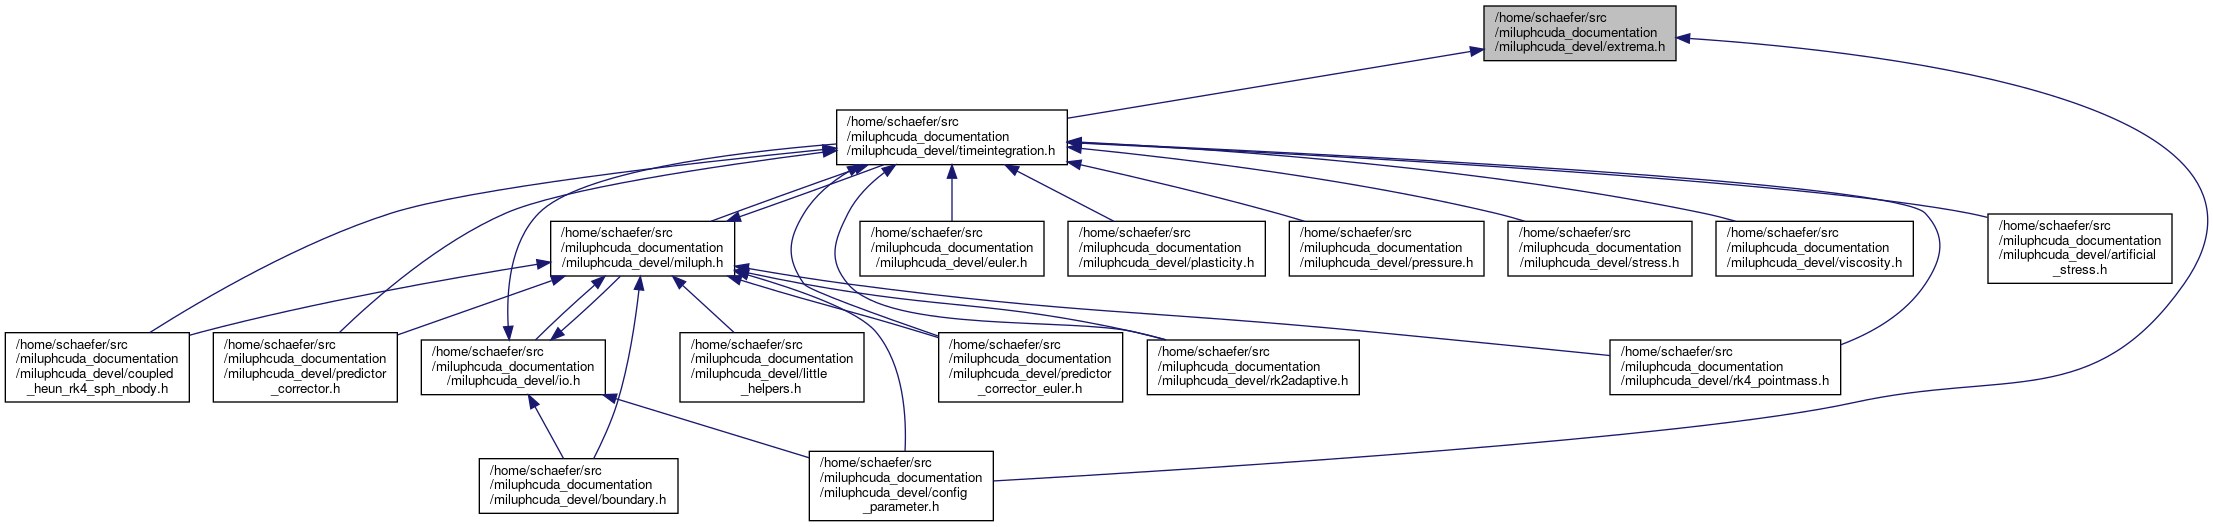 /home/schaefer/src
/miluphcuda_documentation
/miluphcuda_devel/extrema.h
/home/schaefer/src
/miluphcuda_documentation
/miluphcuda_devel/timeintegration.h
/home/schaefer/src
/miluphcuda_documentation
/miluphcuda_devel/miluph.h
/home/schaefer/src
/miluphcuda_documentation
/miluphcuda_devel/euler.h
/home/schaefer/src
/miluphcuda_documentation
/miluphcuda_devel/plasticity.h
/home/schaefer/src
/miluphcuda_documentation
/miluphcuda_devel/pressure.h
/home/schaefer/src
/miluphcuda_documentation
/miluphcuda_devel/stress.h
/home/schaefer/src
/miluphcuda_documentation
/miluphcuda_devel/viscosity.h
/home/schaefer/src
/miluphcuda_documentation
/miluphcuda_devel/artificial
_stress.h
/home/schaefer/src
/miluphcuda_documentation
/miluphcuda_devel/coupled
_heun_rk4_sph_nbody.h
/home/schaefer/src
/miluphcuda_documentation
/miluphcuda_devel/predictor
_corrector.h
/home/schaefer/src
/miluphcuda_documentation
/miluphcuda_devel/io.h
/home/schaefer/src
/miluphcuda_documentation
/miluphcuda_devel/little
_helpers.h
/home/schaefer/src
/miluphcuda_documentation
/miluphcuda_devel/predictor
_corrector_euler.h
/home/schaefer/src
/miluphcuda_documentation
/miluphcuda_devel/rk2adaptive.h
/home/schaefer/src
/miluphcuda_documentation
/miluphcuda_devel/rk4_pointmass.h
/home/schaefer/src
/miluphcuda_documentation
/miluphcuda_devel/boundary.h
/home/schaefer/src
/miluphcuda_documentation
/miluphcuda_devel/config
_parameter.h